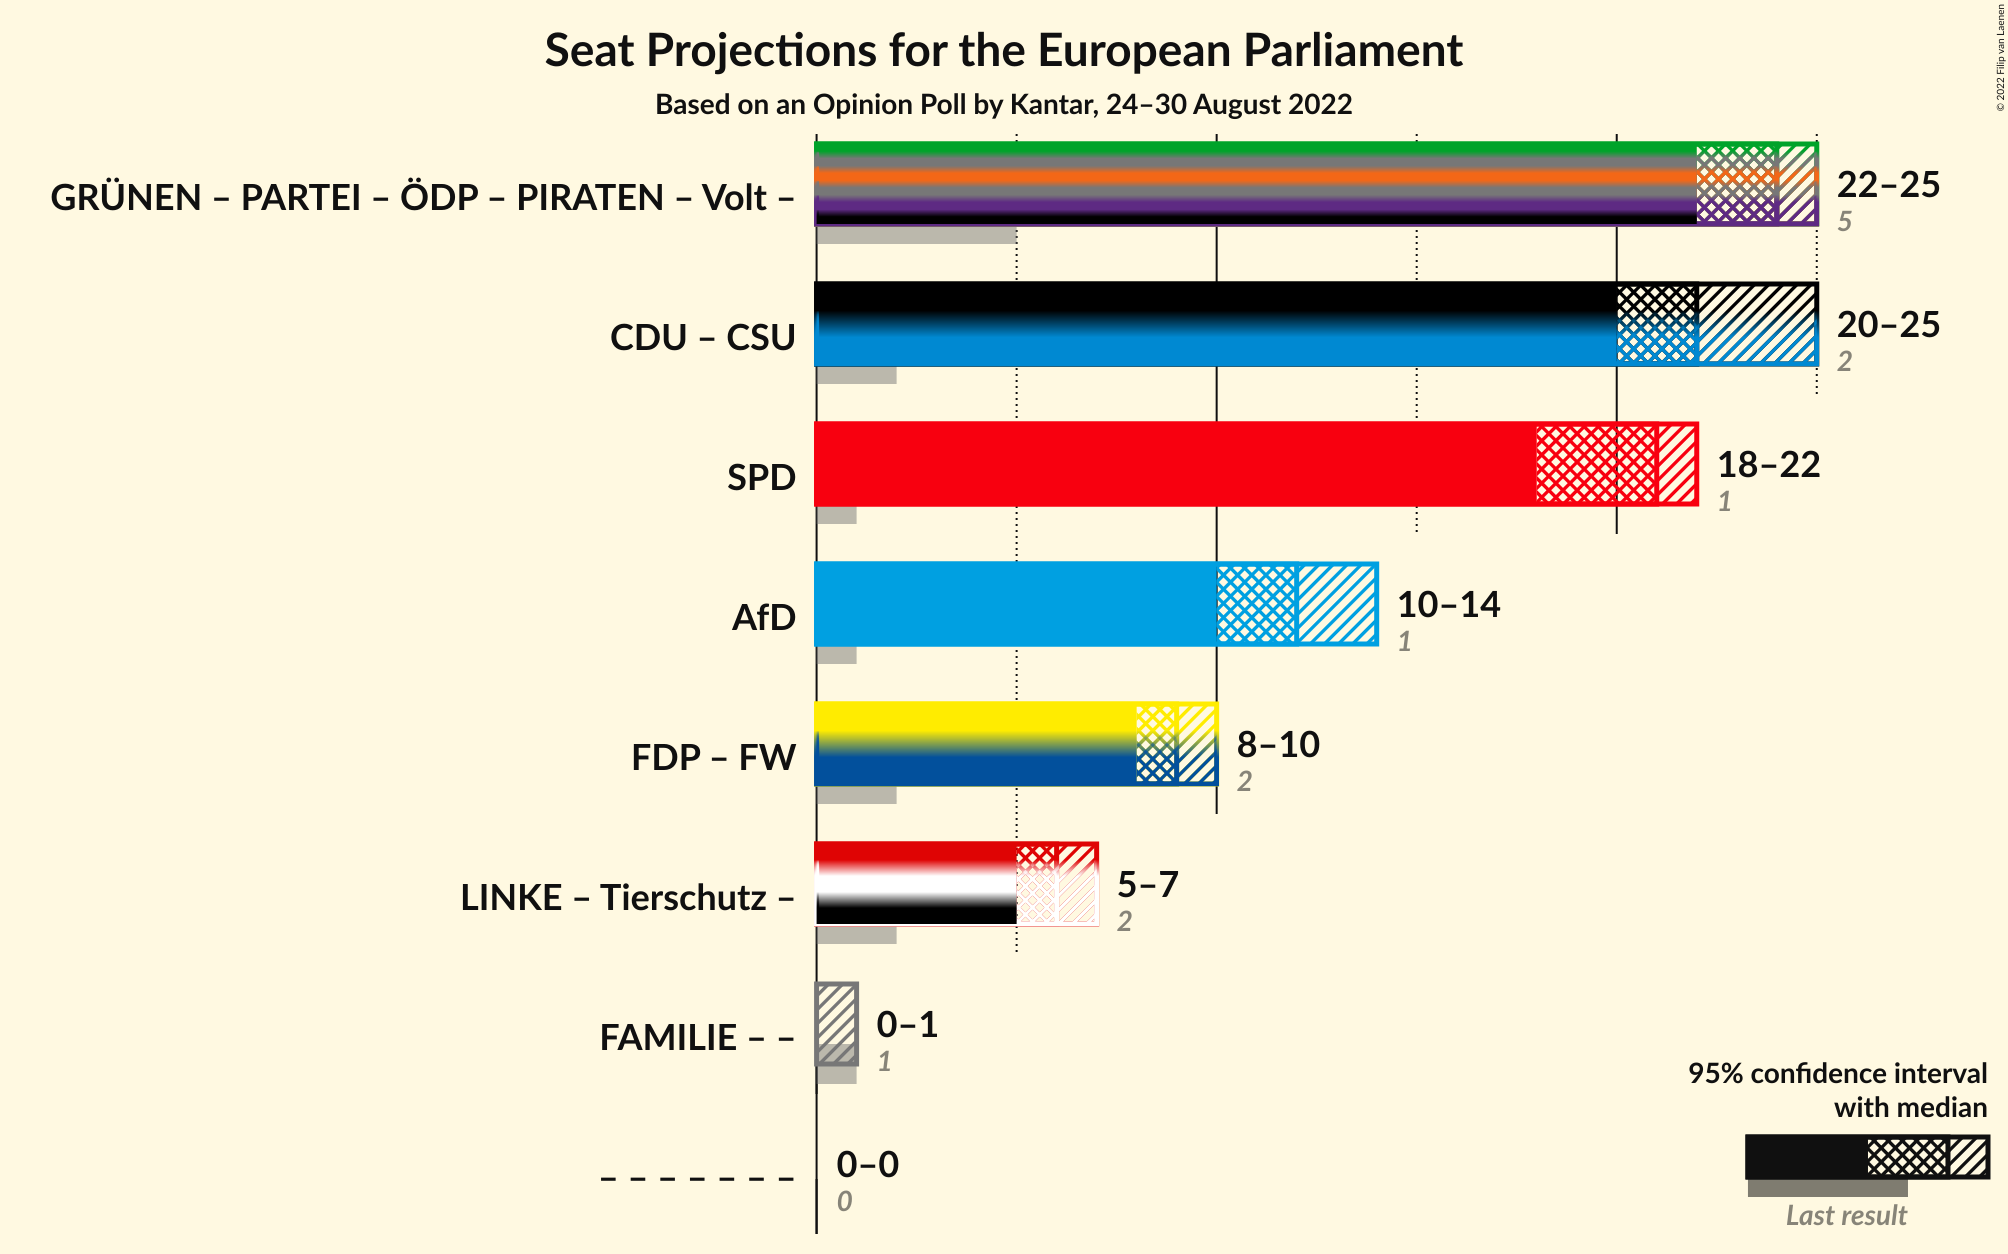 Seat Projections for the European Parliament
Based on an Opinion Poll by Kantar, 24–30 August 2022
© 2022 Filip van Laenen
GRÜNEN – PARTEI – ÖDP – PIRATEN – Volt –
22–25
5
CDU – CSU
20–25
2
SPD
18–22
1
AfD
10–14
1
FDP – FW
8–10
2
LINKE – Tierschutz –
5–7
2
FAMILIE – –
0–1
1
– – – – – – –
0–0
0
95% confidence interval
with median
Last result